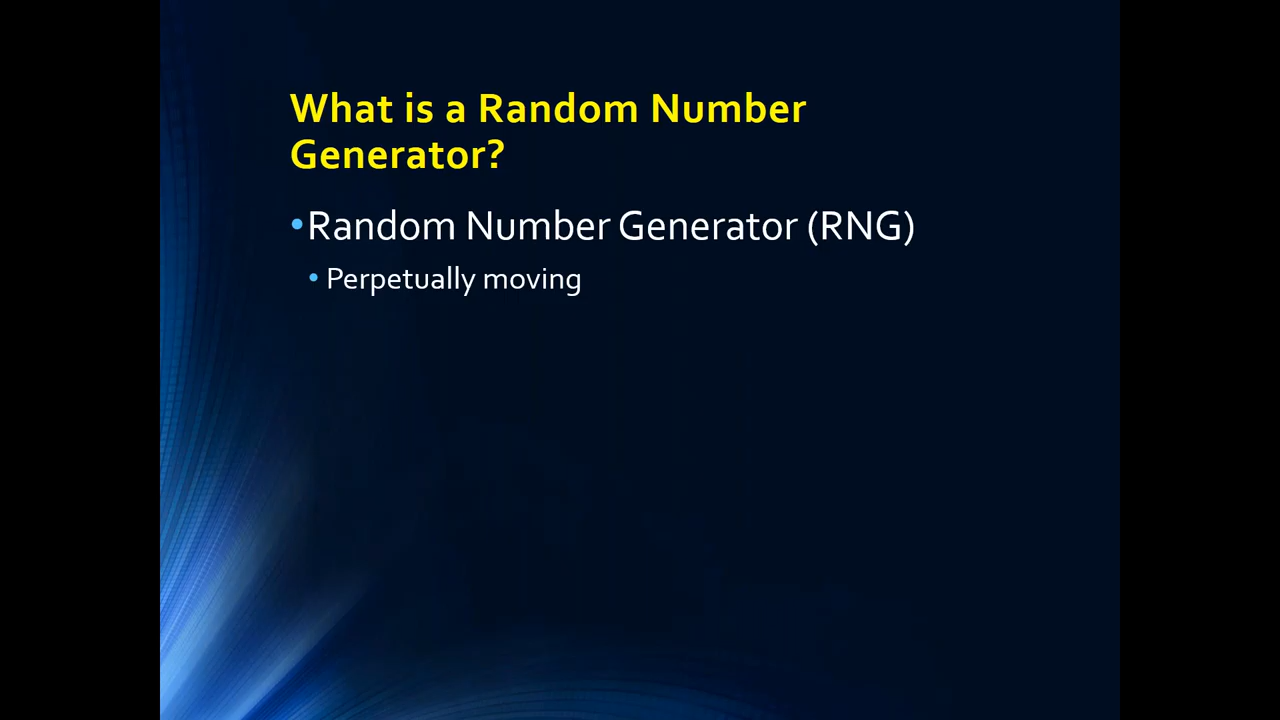 What is a Random Number
Generator?
•Random Number Generator (RNG)
• Perpetually moving